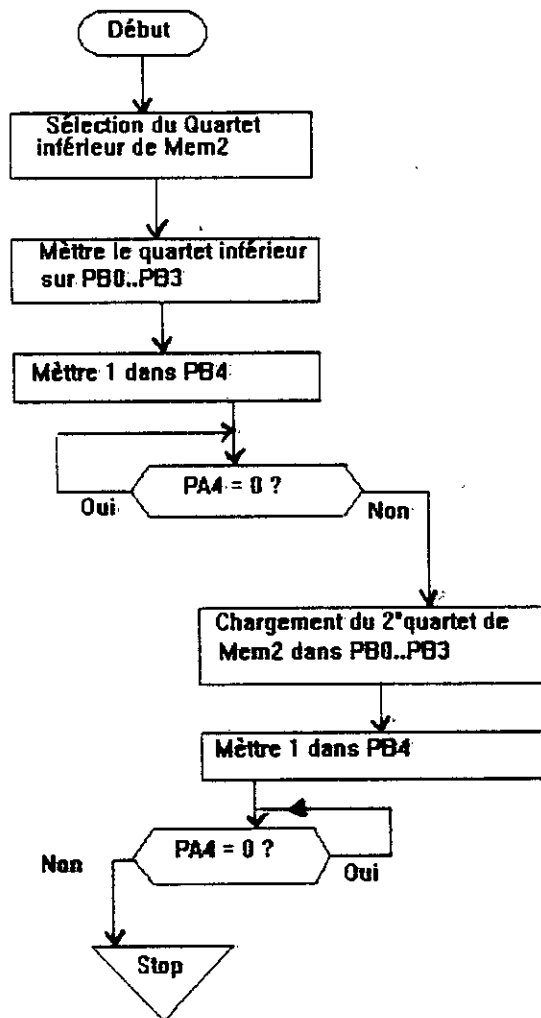 Début
Sélection du Quartet
inférieur de Mem2
Mèttre le quartet inférieur
sur PB0..PB3
Mèttre 1 dans PB4
PA4 = 0 ?
Oui
Non
Chargement du 2°quartet de
Mem2 dans PB0..PB3
Mèttre 1 dans PB4
PA4 = 0 ?
Non
Oui
Stop